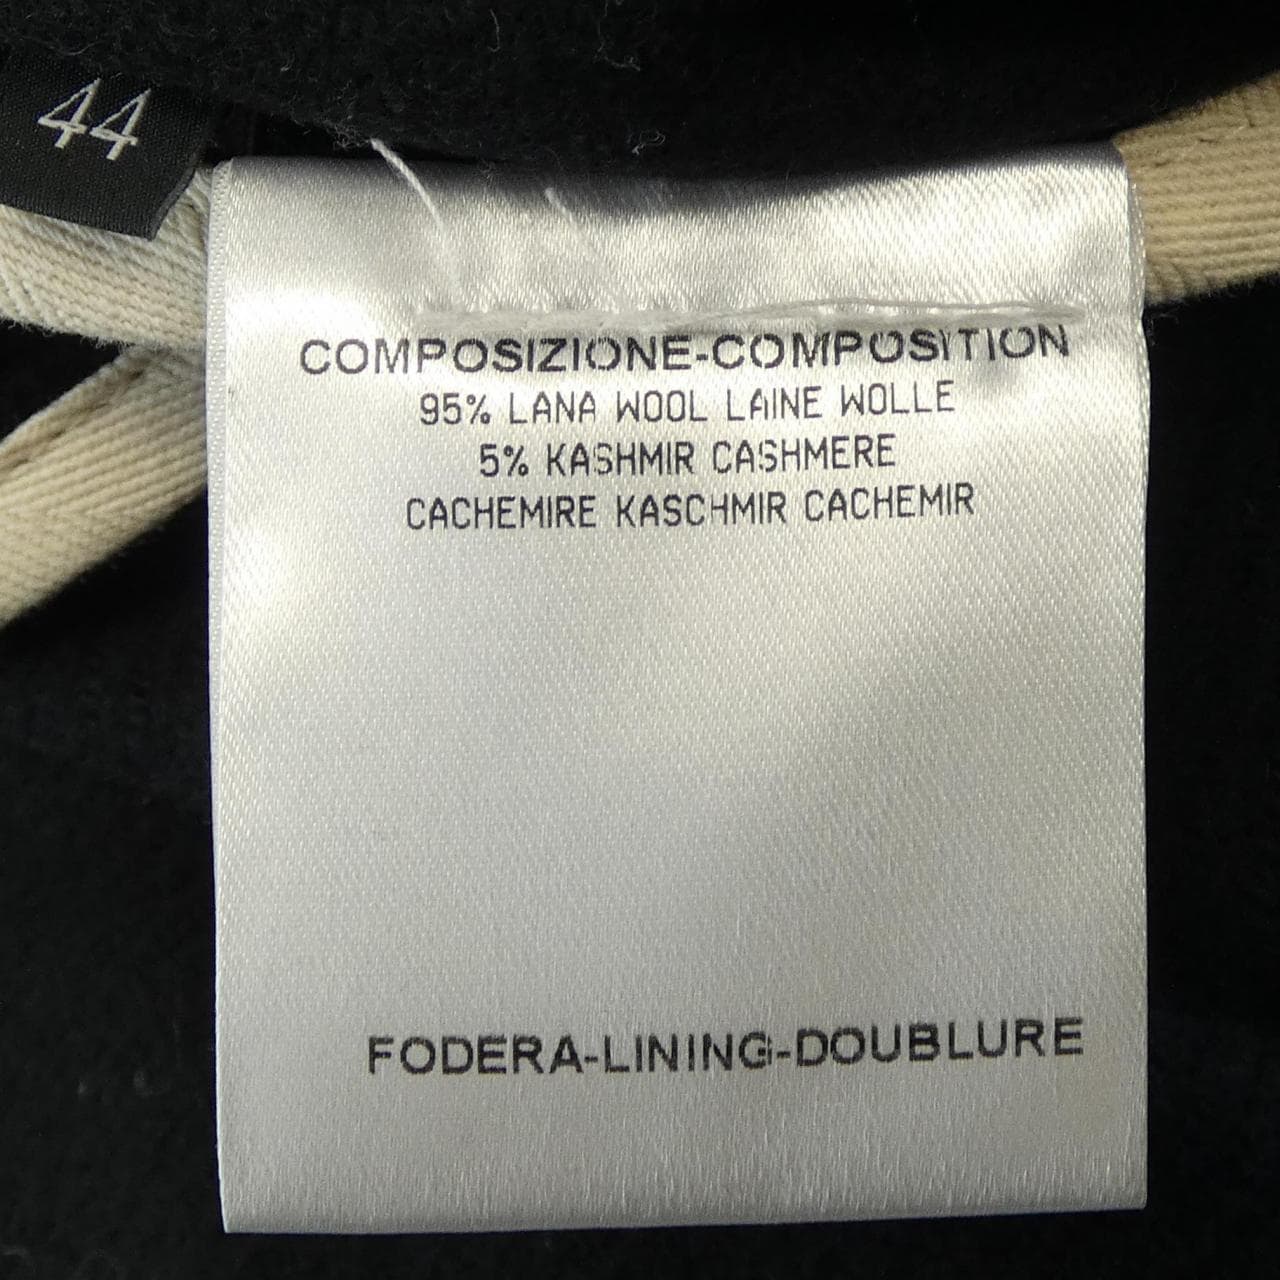 44
COMPOSIZIONE-COMPOSITION
95% LANA WOOL LAINE WOLLE
5% KASHMIR CASHMERE
CACHEMIRE KASCHMIR CACHEMIR
FODERA-LINING-DOUBLURE